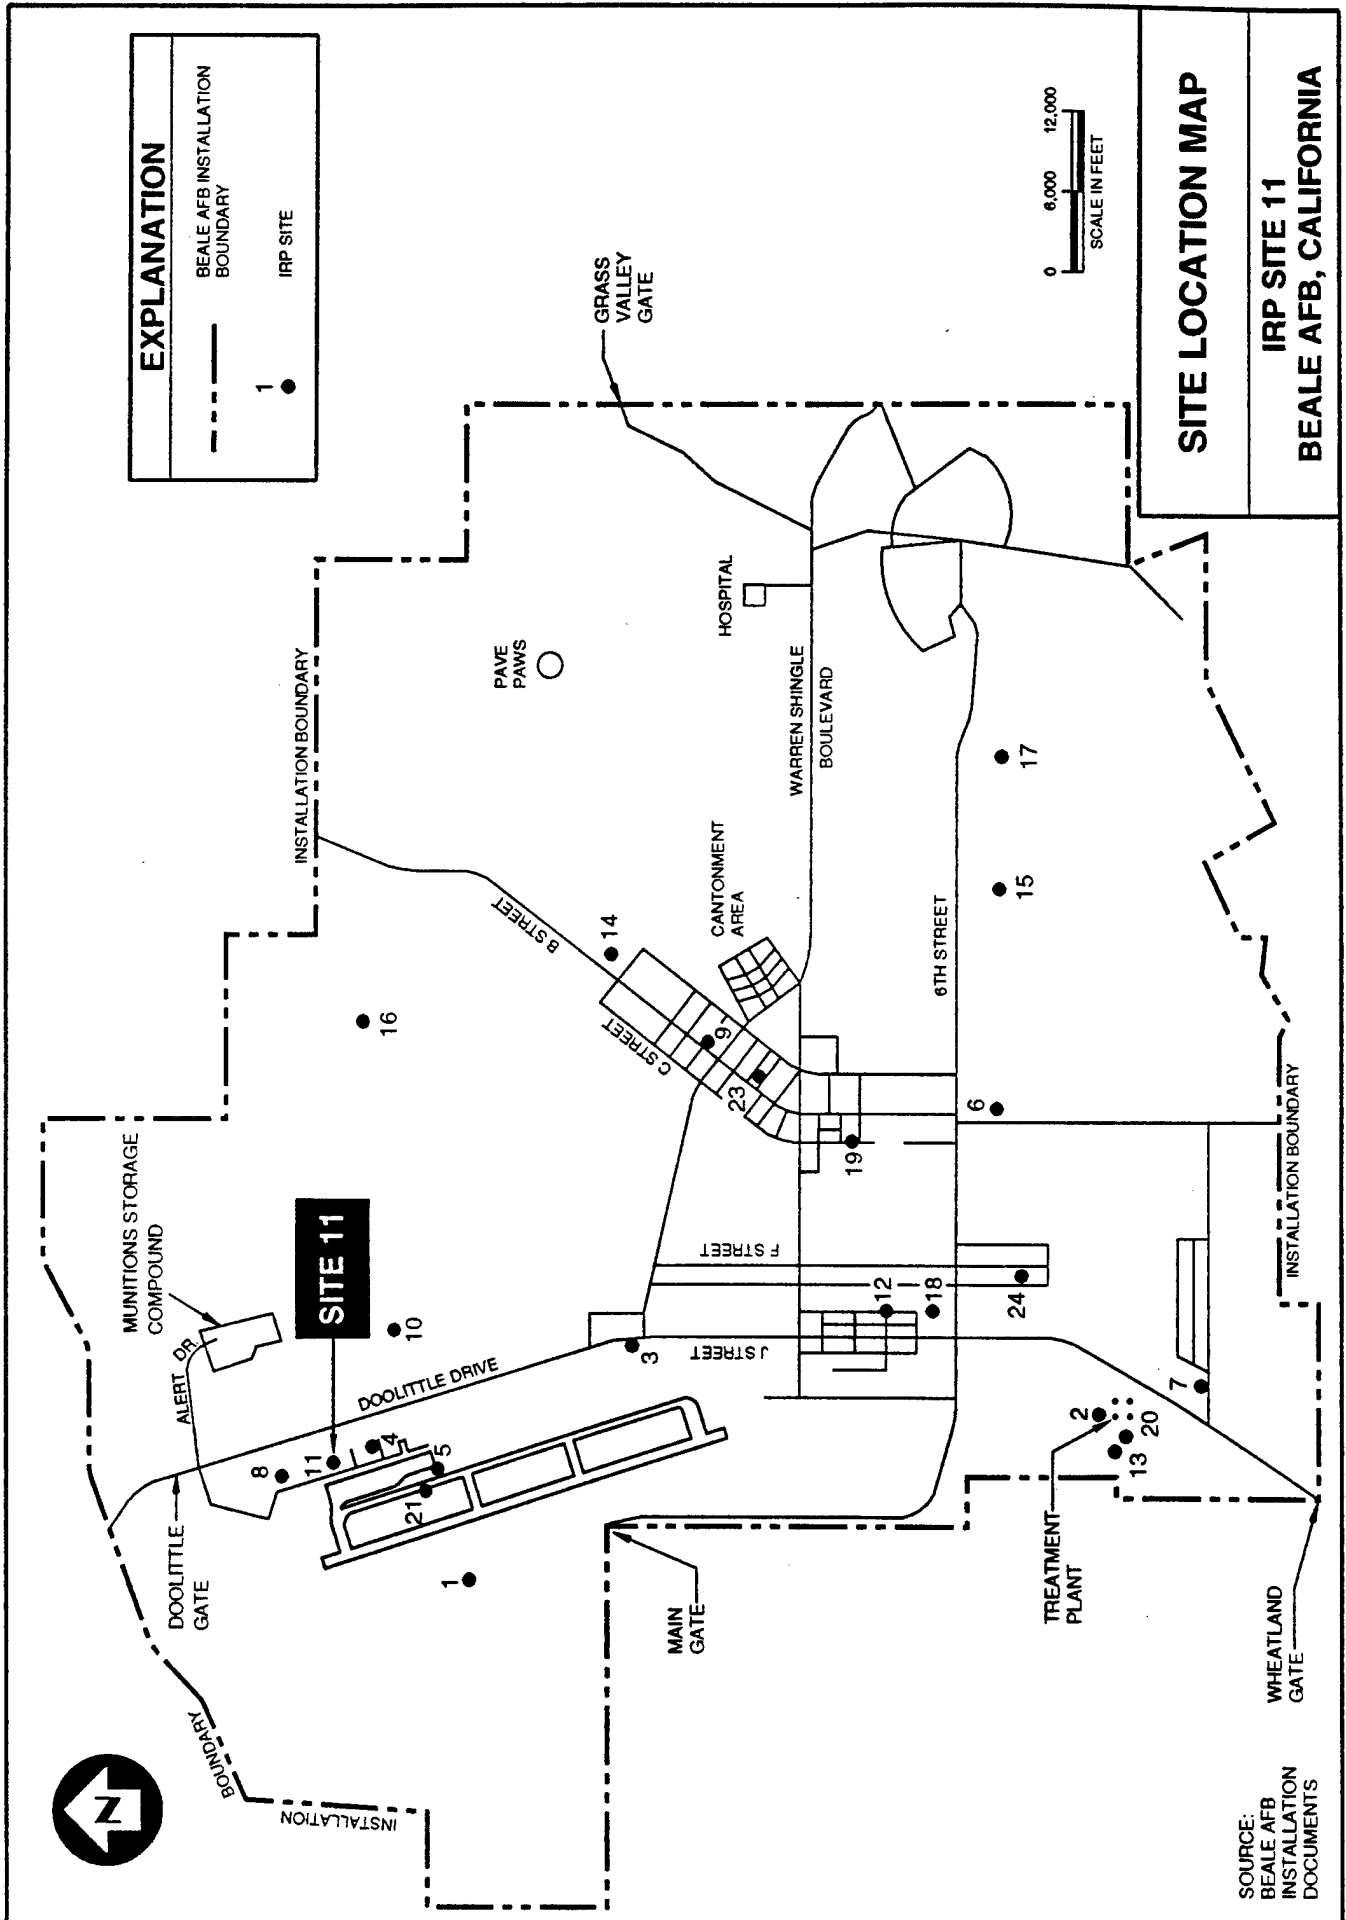 EXPLANATION
BEALE AFB INSTALLATION
BOUNDARY
1
IRP SITE
N
INSTALLATION
BOUNDARY
DOOLITTLE
GATE
ALERT
DR.
MUNITIONS STORAGE
COMPOUND
SITE 11
8
11
4
5
21
1
10
DOOLITTLE DRIVE
3
16
INSTALLATION BOUNDARY
PAVE
PAWS
GRASS
VALLEY
GATE
B STREET
14
C STREET
9
23
CANTONMENT
AREA
HOSPITAL
WARREN SHINGLE
BOULEVARD
MAIN
GATE
J STREET
F STREET
12
18
24
19
6
6TH STREET
15
17
TREATMENT
PLANT
2
20
13
7
WHEATLAND
GATE
INSTALLATION BOUNDARY
0
6,000
12,000
SCALE IN FEET
SOURCE:
BEALE AFB
INSTALLATION
DOCUMENTS
SITE LOCATION MAP
IRP SITE 11
BEALE AFB, CALIFORNIA